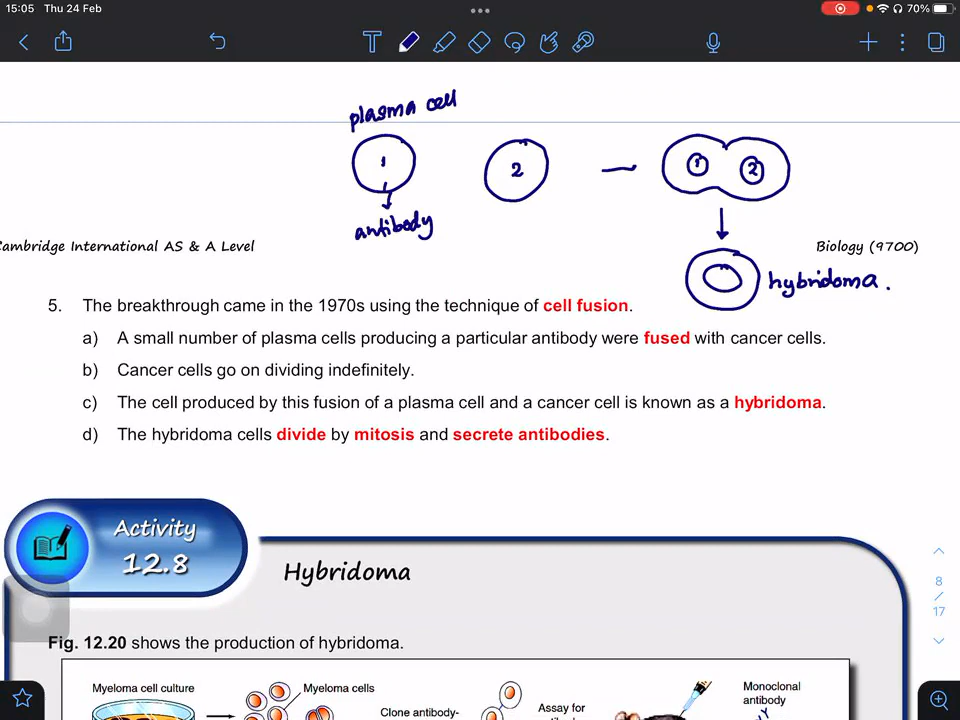 15:05 Thu 24 Feb
70%
T
plasma cell
1
2
1 2
antibody
Cambridge International AS & A Level
Biology (9700)
hybridoma.
5. The breakthrough came in the 1970s using the technique of cell fusion.
a) A small number of plasma cells producing a particular antibody were fused with cancer cells.
b) Cancer cells go on dividing indefinitely.
c) The cell produced by this fusion of a plasma cell and a cancer cell is known as a hybridoma.
d) The hybridoma cells divide by mitosis and secrete antibodies.
Activity
12.8
Hybridoma
8
/
17
Fig. 12.20 shows the production of hybridoma.
Myeloma cell culture
Myeloma cells
Clone antibody-
Assay for
Monoclonal
antibody